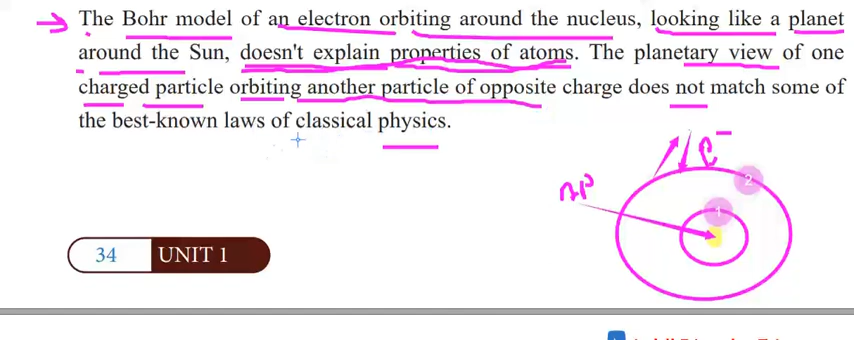 The Bohr model of an electron orbiting around the nucleus, looking like a planet
around the Sun, doesn't explain properties of atoms. The planetary view of one
charged particle orbiting another particle of opposite charge does not match some of
the best-known laws of classical physics.
e⁻
2
1
34 UNIT 1